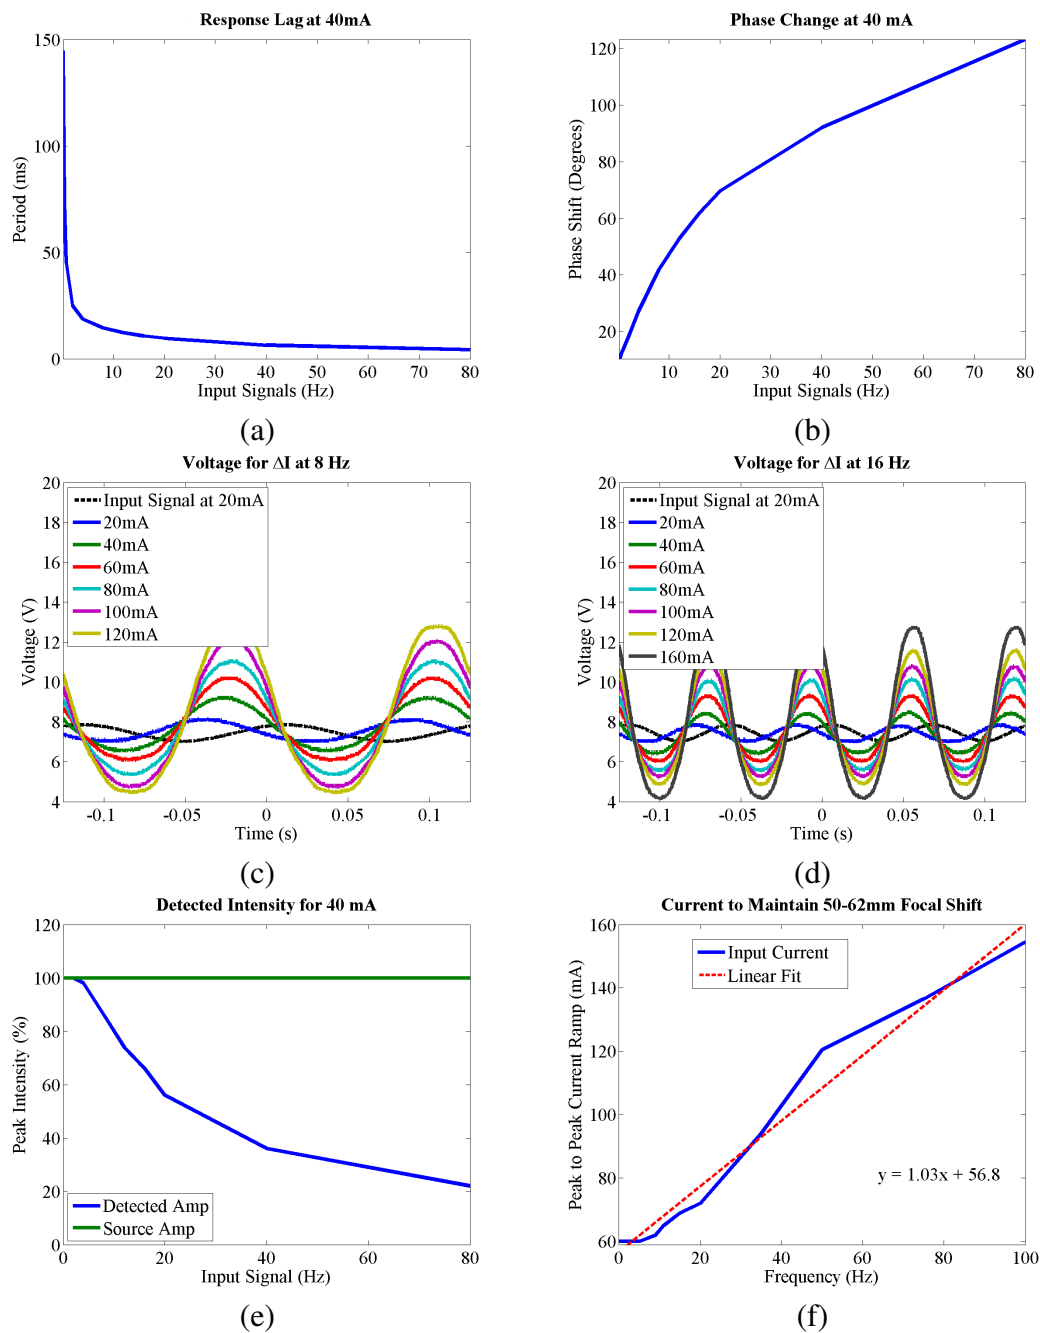 Response Lag at 40mA
150
100
50
0
Period (ms)
10 20 30 40 50 60 70 80
Input Signals (Hz)
(a)
Phase Change at 40 mA
120
100
80
60
40
20
Phase Shift (Degrees)
10 20 30 40 50 60 70 80
Input Signals (Hz)
(b)
Voltage for ΔI at 8 Hz
20
18
16
14
12
10
8
6
4
Voltage (V)
Input Signal at 20mA
20mA
40mA
60mA
80mA
100mA
120mA
-0.1 -0.05 0 0.05 0.1
Time (s)
(c)
Voltage for ΔI at 16 Hz
20
18
16
14
12
10
8
6
4
Voltage (V)
Input Signal at 20mA
20mA
40mA
60mA
80mA
100mA
120mA
160mA
-0.1 -0.05 0 0.05 0.1
Time (s)
(d)
Detected Intensity for 40 mA
120
100
80
60
40
20
0
Peak Intensity (%)
Detected Amp
Source Amp
0 20 40 60 80
Input Signal (Hz)
(e)
Current to Maintain 50-62mm Focal Shift
160
140
120
100
80
60
Peak to Peak Current Ramp (mA)
Input Current
Linear Fit
y = 1.03x + 56.8
0 20 40 60 80 100
Frequency (Hz)
(f)